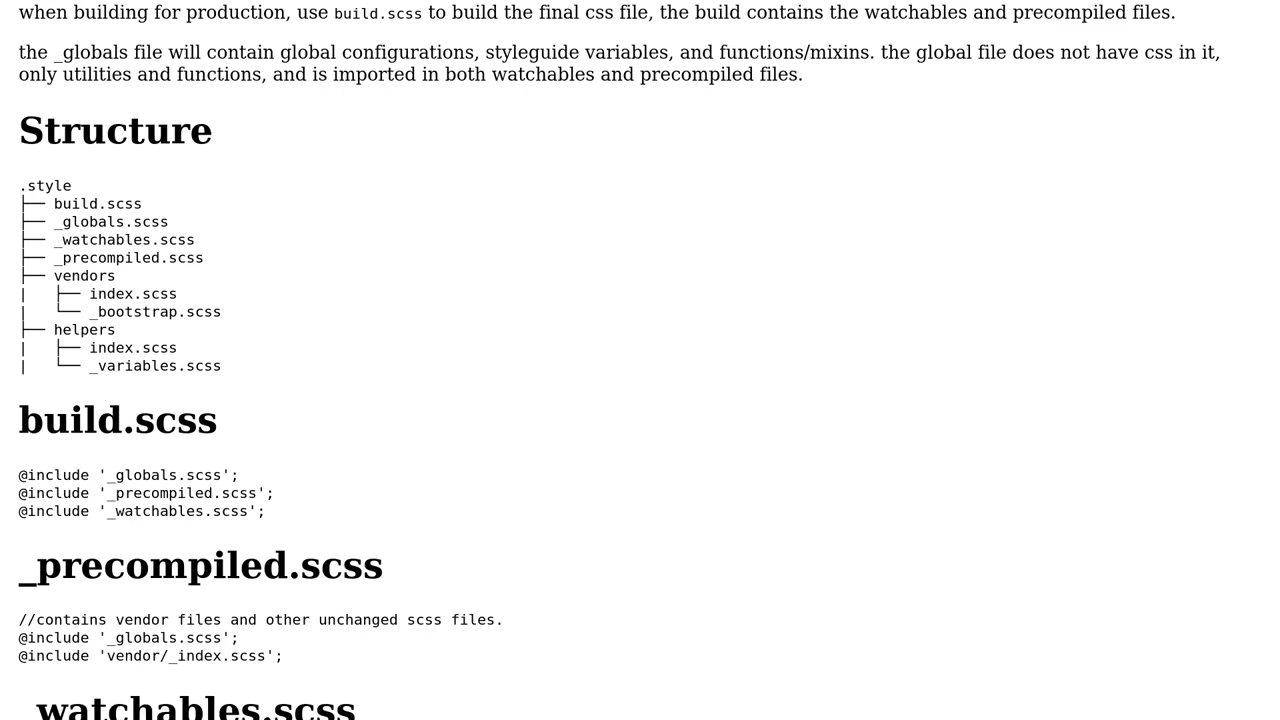 when building for production, use build.scss to build the final css file, the build contains the watchables and precompiled files.
the _globals file will contain global configurations, styleguide variables, and functions/mixins. the global file does not have css in it,
only utilities and functions, and is imported in both watchables and precompiled files.
Structure
.style
├── build.scss
├── _globals.scss
├── _watchables.scss
├── _precompiled.scss
├── vendors
|   ├── index.scss
|   └── _bootstrap.scss
├── helpers
|   ├── index.scss
|   └── _variables.scss
build.scss
@include '_globals.scss';
@include '_precompiled.scss';
@include '_watchables.scss';
_precompiled.scss
//contains vendor files and other unchanged scss files.
@include '_globals.scss';
@include 'vendor/_index.scss';
_watchables.scss